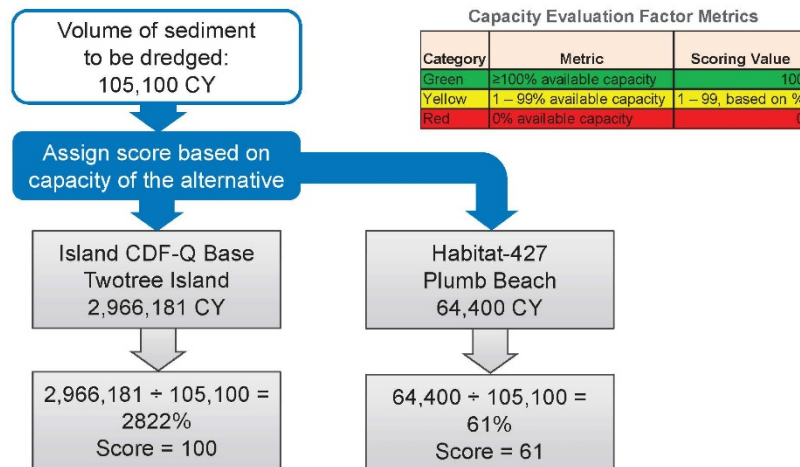 Volume of sediment
to be dredged:
105,100 CY
Capacity Evaluation Factor Metrics
Category Metric Scoring Value
Green ≥100% available capacity 100
Yellow 1 – 99% available capacity 1 – 99, based on %
Red 0% available capacity 0
Assign score based on
capacity of the alternative
Island CDF-Q Base
Twotree Island
2,966,181 CY
Habitat-427
Plumb Beach
64,400 CY
2,966,181 ÷ 105,100 =
2822%
Score = 100
64,400 ÷ 105,100 =
61%
Score = 61